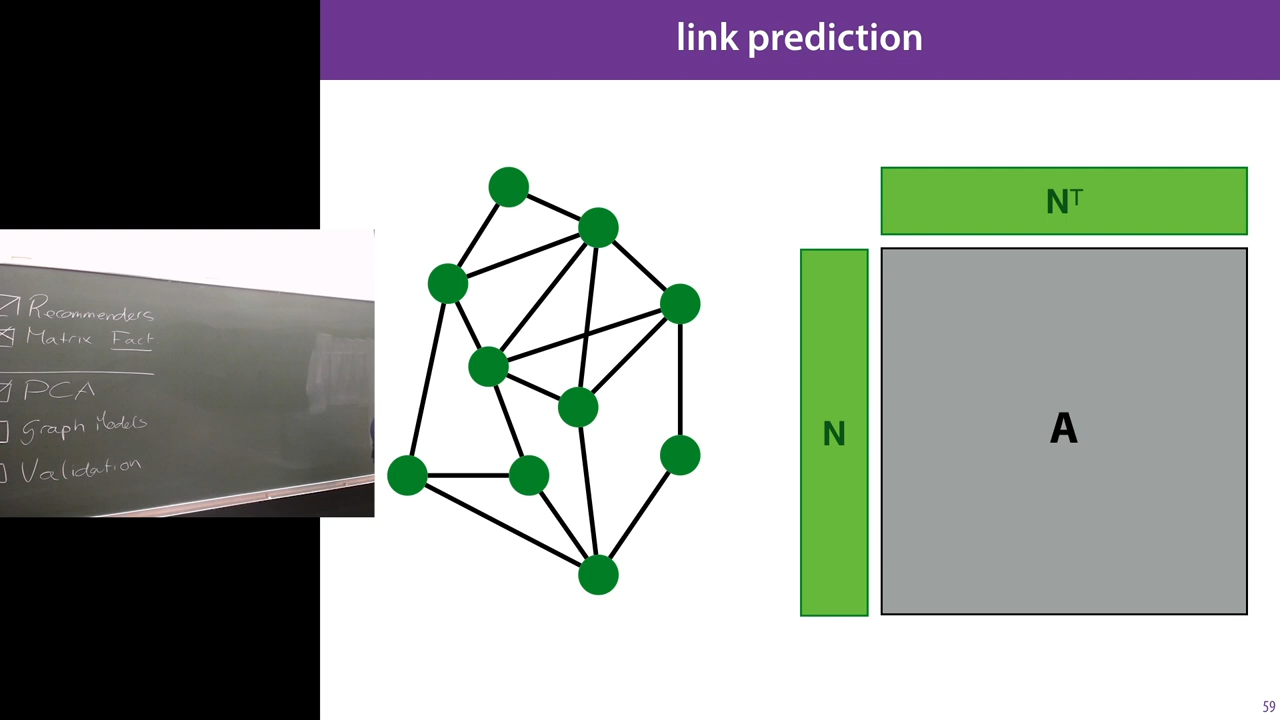 link prediction
Recommenders
Matrix Fact
PCA
Graph Models
Validation
Nᵀ
N
A
59